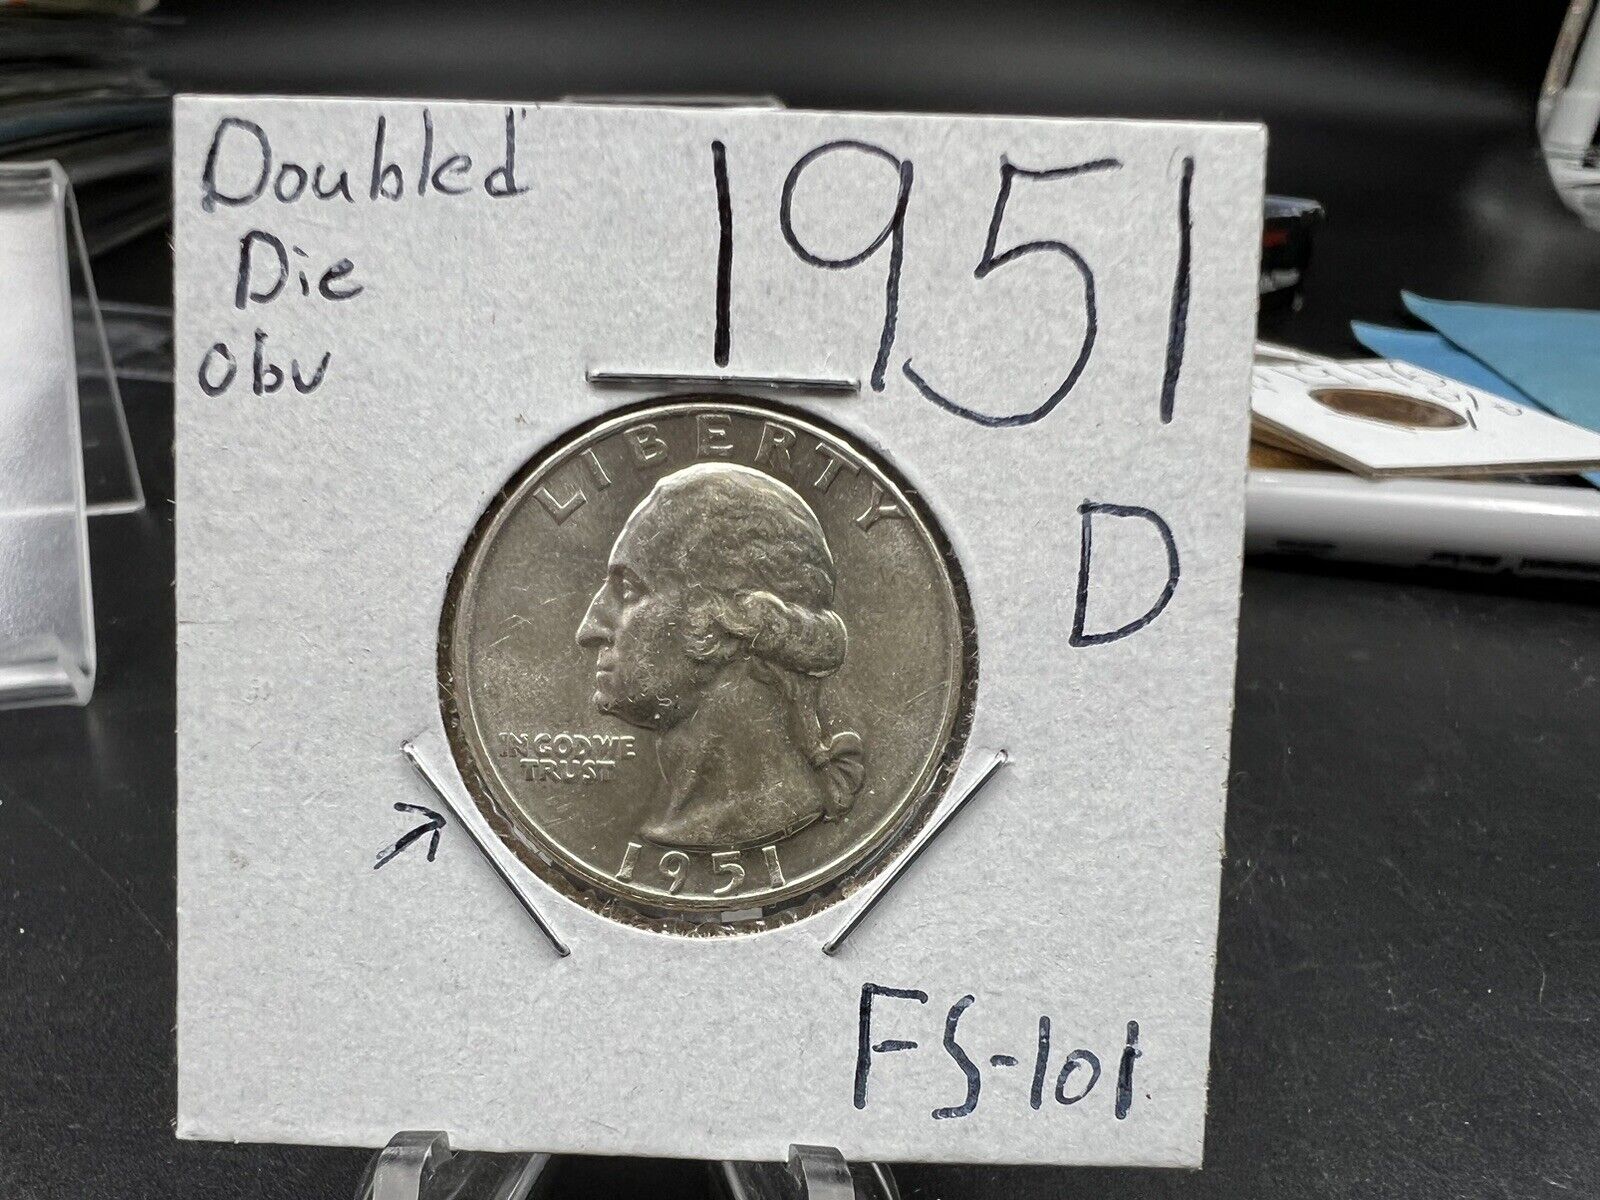 Doubled
Die
Obv
1951
D
LIBERTY
IN GOD WE
TRUST
1951
FS-101